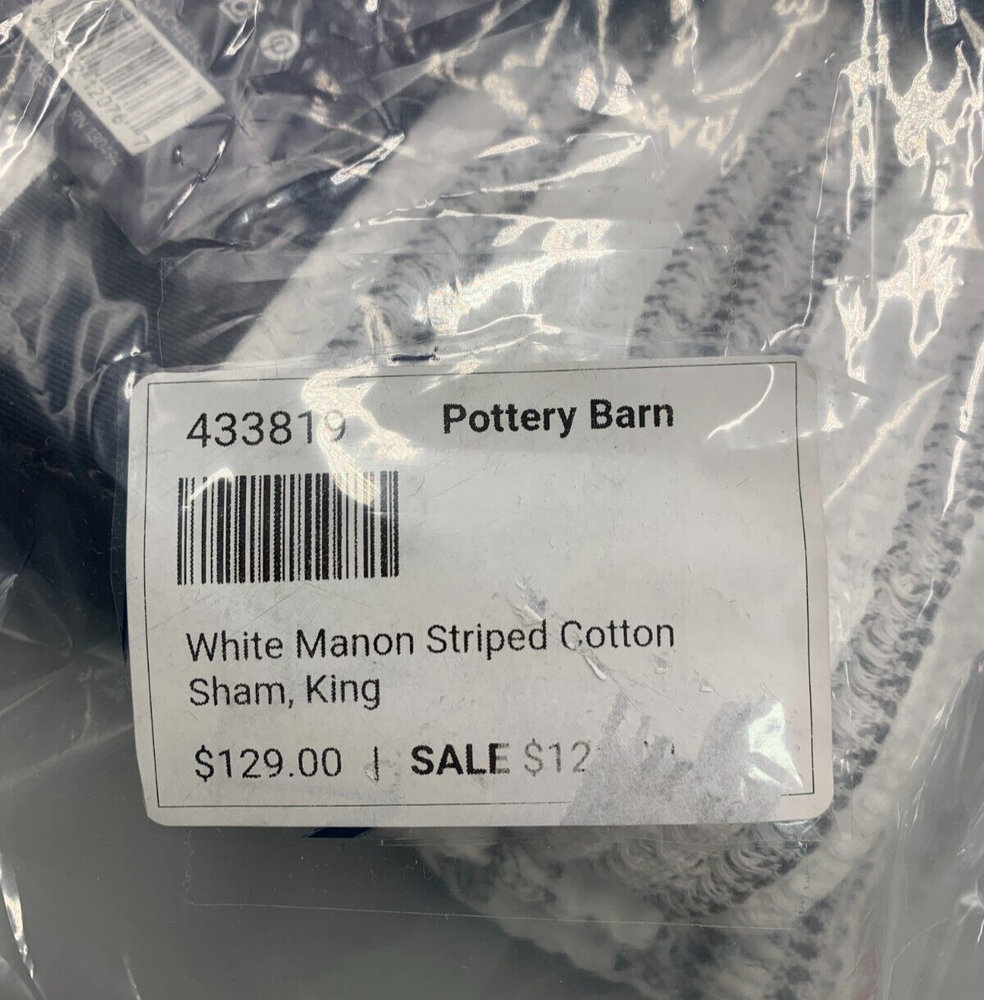 433819 Pottery Barn
White Manon Striped Cotton
Sham, King
$129.00 | SALE